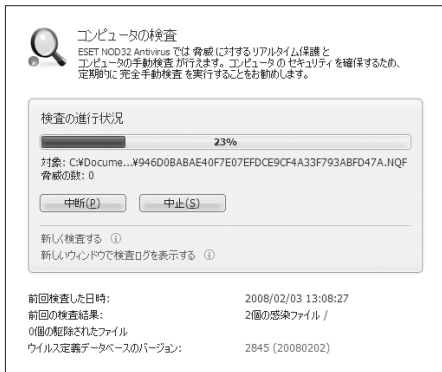 コンピュータの検査
ESET NOD32 Antivirus では 脅威 に対する リアルタイム保護 と
コンピュータの手動検査 が行えます。コンピュータ の セキュリティ を確保するため、
定期的に 完全手動検査 を実行することをお勧めします。
検査の進行状況
23%
対象: C:¥Docume...¥946D0BABAE40F7E07EFDCE9CF4A33F793ABFD47A.NQF
脅威の数: 0
中断(P)
中止(S)
新しく検査する
新しいウィンドウで検査ログを表示する
前回検査した日時: 2008/02/03 13:08:27
前回の検査結果: 2個の感染ファイル /
0個の駆除されたファイル
ウイルス定義データベースのバージョン: 2845 (20080202)